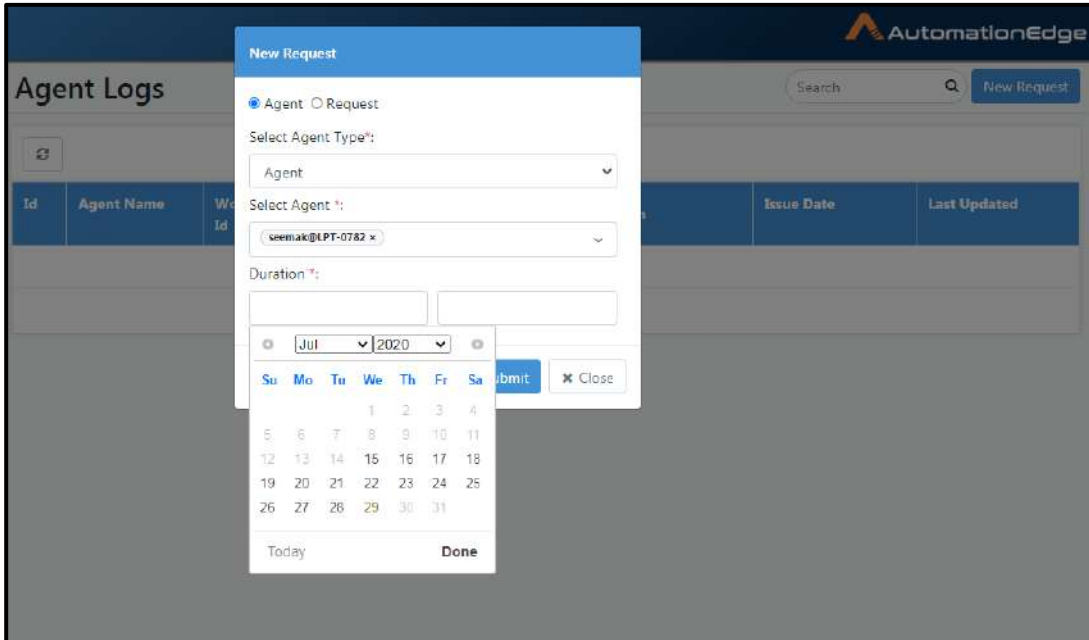 AutomationEdge
New Request
Agent Logs
Search
New Request
Agent Request
Select Agent Type*:
Agent
Id Agent Name Wo Id
Select Agent *:
Issue Date Last Updated
seemak@LPT-0782 ×
Duration *:
Jul 2020
Su Mo Tu We Th Fr Sa
ubmit × Close
1 2 3 4
5 6 7 8 9 10 11
12 13 14 15 16 17 18
19 20 21 22 23 24 25
26 27 28 29 30 31
Today Done